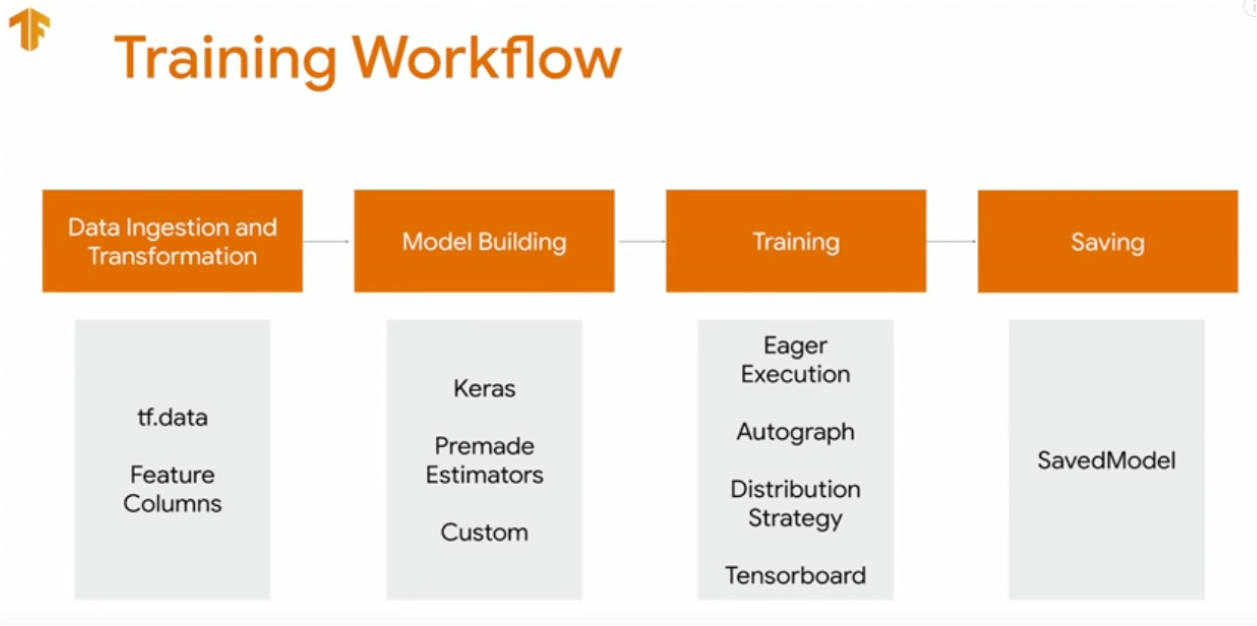 Training Workflow
Data Ingestion and
Transformation
Model Building
Training
Saving
tf.data
Feature
Columns
Keras
Premade
Estimators
Custom
Eager
Execution
Autograph
Distribution
Strategy
Tensorboard
SavedModel